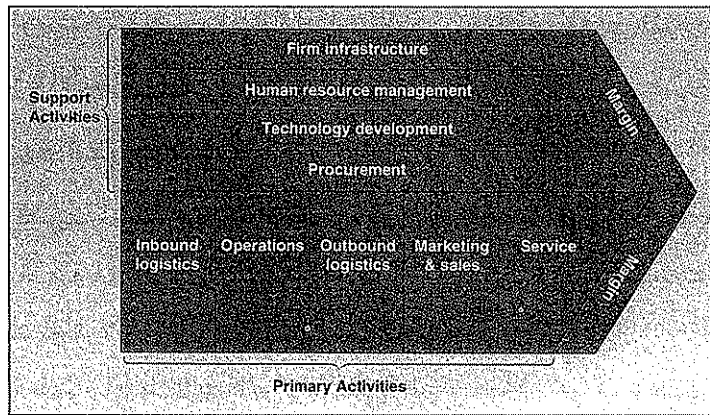 Support
Activities
Firm infrastructure
Human resource management
Technology development
Procurement
Margin
Inbound
logistics
Operations
Outbound
logistics
Marketing
& sales
Service
Margin
Primary Activities